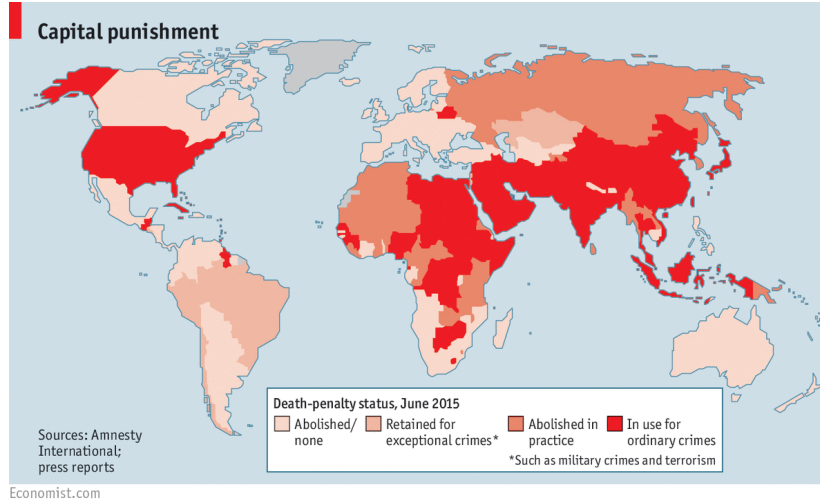 Capital punishment
Death-penalty status, June 2015
Abolished/
none
Retained for
exceptional crimes*
Abolished in
practice
In use for
ordinary crimes
*Such as military crimes and terrorism
Sources: Amnesty
International;
press reports
Economist.com